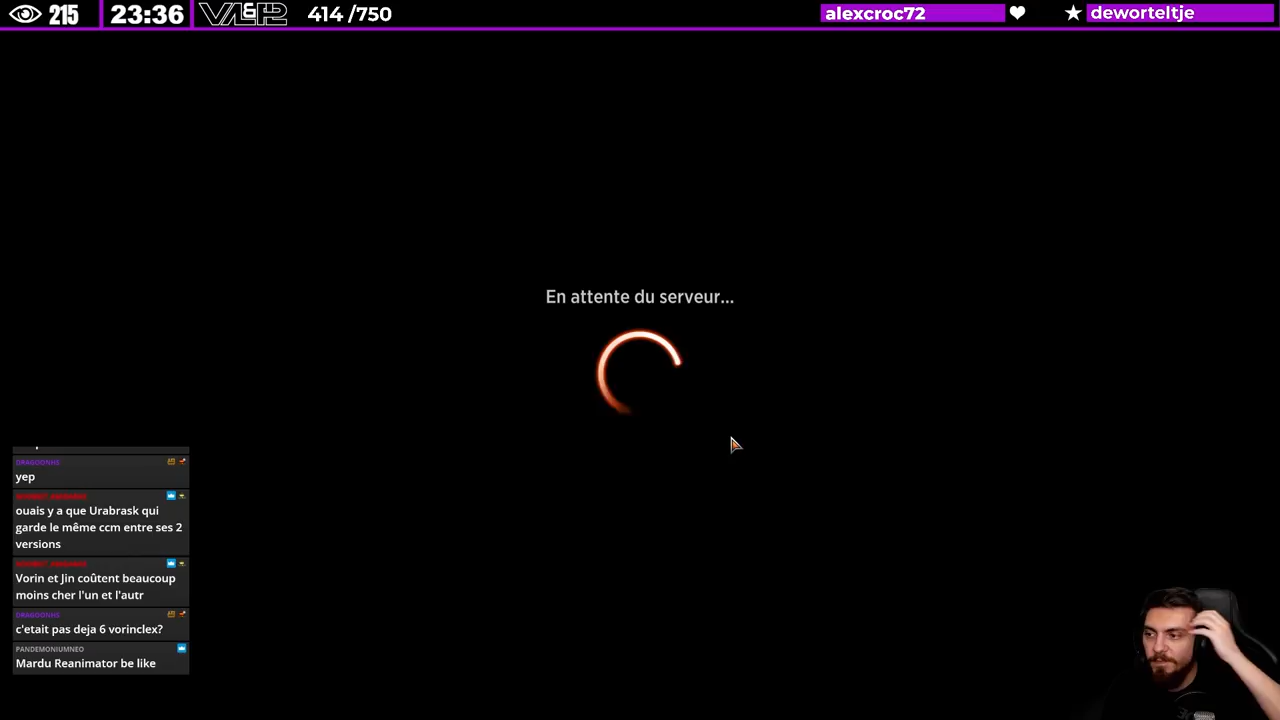 215
23:36
414 /750
alexcroc72
deworteltje
En attente du serveur...
DRAGOONHS
yep
ouais y a que Urabrask qui
garde le même ccm entre ses 2
versions
Vorin et Jin coûtent beaucoup
moins cher l'un et l'autr
DRAGOONHS
c'etait pas deja 6 vorinclex?
PANDEMONIUMNEO
Mardu Reanimator be like